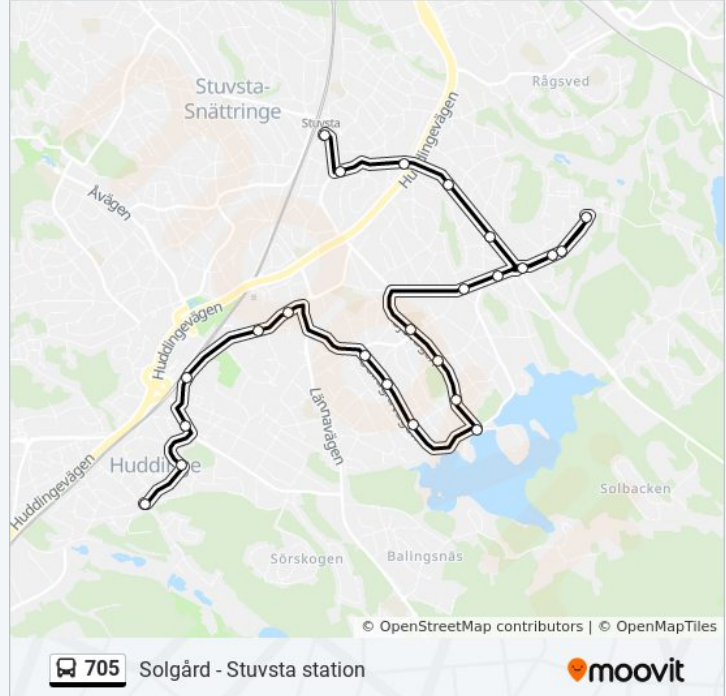 Stuvsta-
Snättringe
Rågsved
Stuvsta
Huddingevägen
Åvägen
Huddingevägen
Lännavägen
Huddinge
Huddingevägen
Solbacken
Sörskogen
Balingsnäs
© OpenStreetMap contributors | © OpenMapTiles
705 Solgård - Stuvsta station
moovit